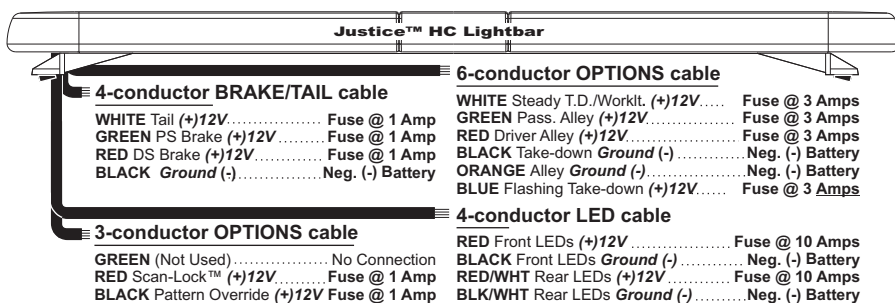 Justice™ HC Lightbar
4-conductor BRAKE/TAIL cable
WHITE Tail (+)12V.............. Fuse @ 1 Amp
GREEN PS Brake (+)12V ......... Fuse @ 1 Amp
RED DS Brake (+)12V............. Fuse @ 1 Amp
BLACK Ground (-)................Neg. (-) Battery
3-conductor OPTIONS cable
GREEN (Not Used)................... No Connection
RED Scan-Lock™ (+)12V........Fuse @ 1 Amp
BLACK Pattern Override (+)12V Fuse @ 1 Amp
6-conductor OPTIONS cable
WHITE Steady T.D./Worklt. (+)12V..... Fuse @ 3 Amps
GREEN Pass. Alley (+)12V............... Fuse @ 3 Amps
RED Driver Alley (+)12V.................. Fuse @ 3 Amps
BLACK Take-down Ground (-) ............Neg. (-) Battery
ORANGE Alley Ground (-)..................Neg. (-) Battery
BLUE Flashing Take-down (+)12V...... Fuse @ 3 Amps
4-conductor LED cable
RED Front LEDs (+)12V ................ Fuse @ 10 Amps
BLACK Front LEDs Ground (-) ............. Neg. (-) Battery
RED/WHT Rear LEDs (+)12V ............ Fuse @ 10 Amps
BLK/WHT Rear LEDs Ground (-)..........Neg. (-) Battery